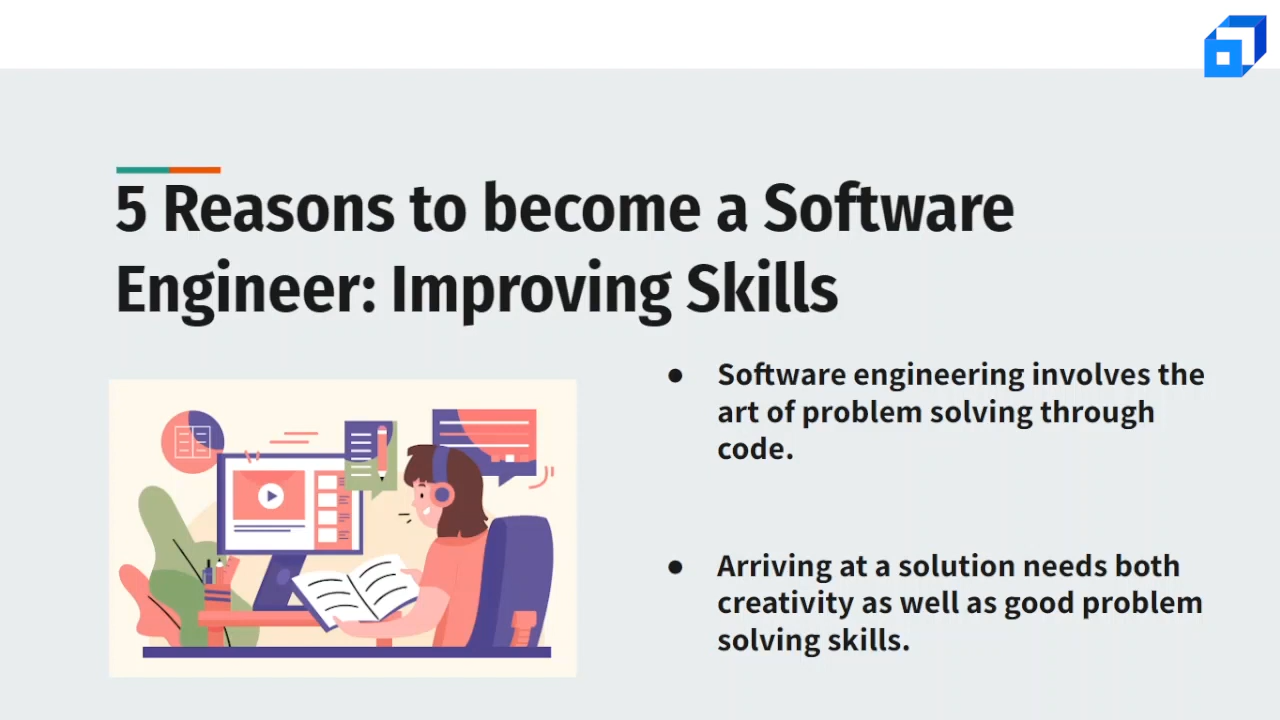 5 Reasons to become a Software
Engineer: Improving Skills
● Software engineering involves the
art of problem solving through
code.
● Arriving at a solution needs both
creativity as well as good problem
solving skills.